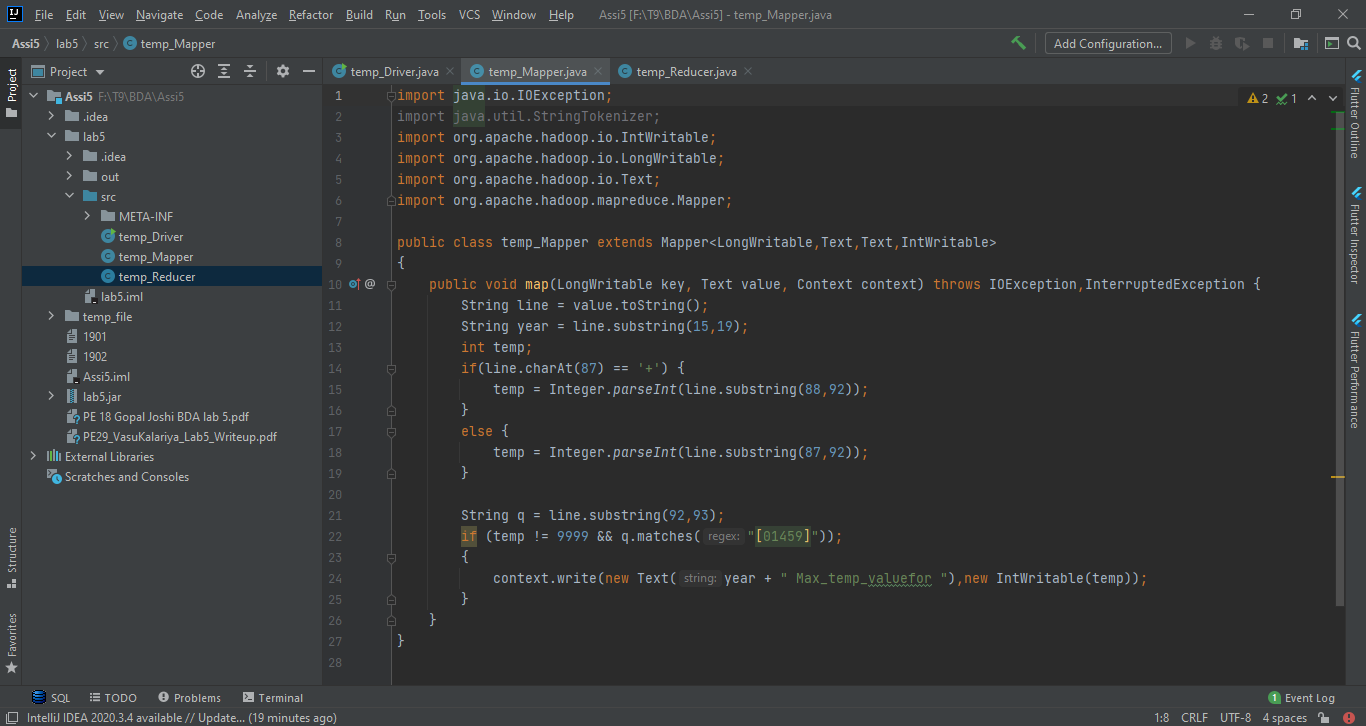 File Edit View Navigate Code Analyze Refactor Build Run Tools VCS Window Help Assi5 [F:\T9\BDA\Assi5] - temp_Mapper.java
Assi5 lab5 src temp_Mapper Add Configuration...
Project temp_Driver.java temp_Mapper.java temp_Reducer.java
Project
Structure
Favorites
Assi5 F:\T9\BDA\Assi5
.idea
lab5
.idea
out
src
META-INF
temp_Driver
temp_Mapper
temp_Reducer
lab5.iml
temp_file
1901
1902
Assi5.iml
lab5.jar
PE 18 Gopal Joshi BDA lab 5.pdf
PE29_VasuKalariya_Lab5_Writeup.pdf
External Libraries
Scratches and Consoles
2 1
1 import java.io.IOException;
2 import java.util.StringTokenizer;
3 import org.apache.hadoop.io.IntWritable;
4 import org.apache.hadoop.io.LongWritable;
5 import org.apache.hadoop.io.Text;
6 import org.apache.hadoop.mapreduce.Mapper;
7
8 public class temp_Mapper extends Mapper<LongWritable,Text,Text,IntWritable>
9 {
10 @ public void map(LongWritable key, Text value, Context context) throws IOException,InterruptedException {
11 String line = value.toString();
12 String year = line.substring(15,19);
13 int temp;
14 if(line.charAt(87) == '+') {
15 temp = Integer.parseInt(line.substring(88,92));
16 }
17 else {
18 temp = Integer.parseInt(line.substring(87,92));
19 }
20
21 String q = line.substring(92,93);
22 if (temp != 9999 && q.matches( regex: "[01459]"));
23 {
24 context.write(new Text( string: year + " Max_temp_valuefor "),new IntWritable(temp));
25 }
26 }
27 }
28
Flutter Outline
Flutter Inspector
Flutter Performance
SQL TODO Problems Terminal 1 Event Log
IntelliJ IDEA 2020.3.4 available // Update... (19 minutes ago) 1:8 CRLF UTF-8 4 spaces